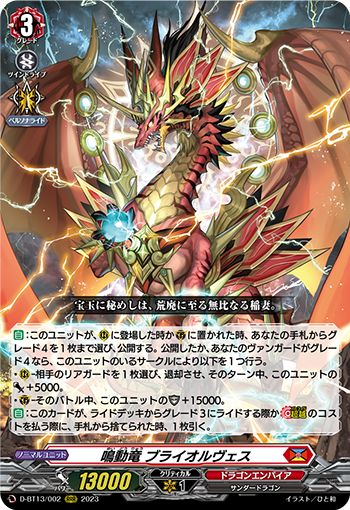 3
グレード
ツインドライブ
ペルソナライド
宝玉に秘めしは、荒廃に至る無比なる稲妻。
自:このユニットが、Ⓥに登場した時かⒼに置かれた時、あなたの手札からグ
レード４を１枚まで選び、公開する。公開したか、あなたのヴァンガードがグレー
ド４なら、このユニットのいるサークルにより以下を１つ行う。
・Ⓥ-相手のリアガードを１枚選び、退却させ、そのターン中、このユニットの
+5000。
・Ⓖ-そのバトル中、このユニットの+15000。
自:このカードが、ライドデッキからグレード３にライドする際か超越のコス
トを払う際に、手札から捨てられた時、１枚引く。
ノーマルユニット
鳴動竜 ブライオルヴェス
パワー
13000
クリティカル
1
ドラゴンエンパイア
サンダードラゴン
D-BT13/002 RRR 2023
イラスト/ひと和